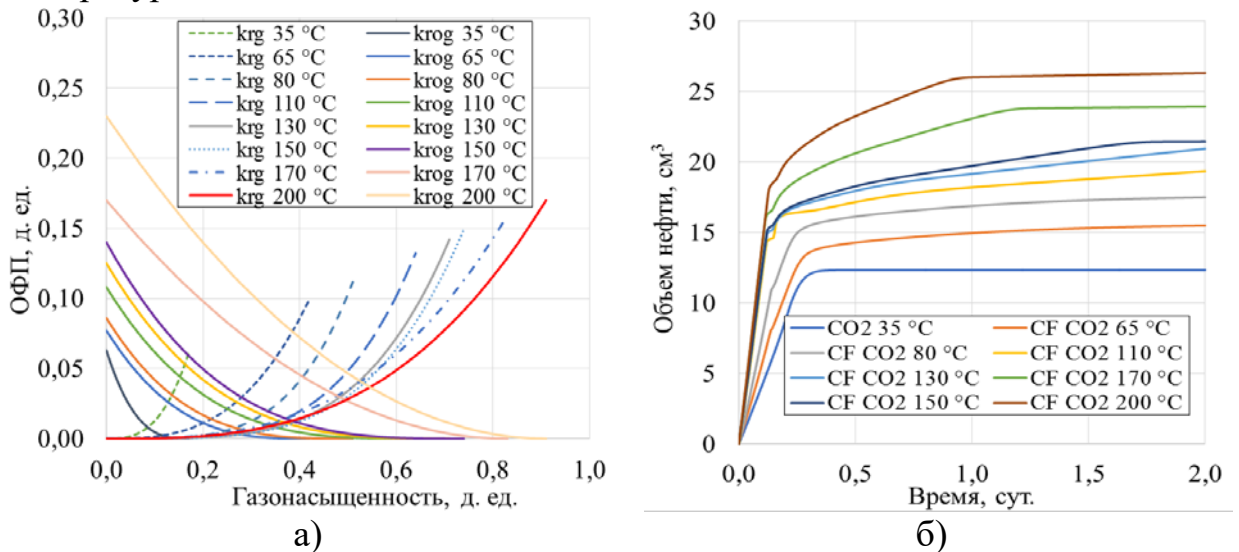 0,30
0,25
0,20
0,15
0,10
0,05
0,00
ОФП, д. ед.
krg 35 °C krog 35 °C
krg 65 °C krog 65 °C
krg 80 °C krog 80 °C
krg 110 °C krog 110 °C
krg 130 °C krog 130 °C
krg 150 °C krog 150 °C
krg 170 °C krog 170 °C
krg 200 °C krog 200 °C
0,0 0,2 0,4 0,6 0,8 1,0
Газонасыщенность, д. ед.
а)
30
25
20
15
10
5
0
Объем нефти, см³
CO2 35 °C CF CO2 65 °C
CF CO2 80 °C CF CO2 110 °C
CF CO2 130 °C CF CO2 170 °C
CF CO2 150 °C CF CO2 200 °C
0,0 0,5 1,0 1,5 2,0
Время, сут.
б)